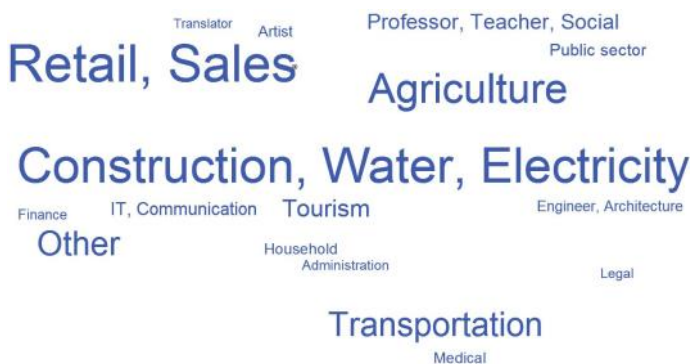 Translator
Artist
Professor, Teacher, Social
Public sector
Retail, Sales
Agriculture
Construction, Water, Electricity
Finance
IT, Communication
Tourism
Engineer, Architecture
Other
Household
Administration
Legal
Transportation
Medical